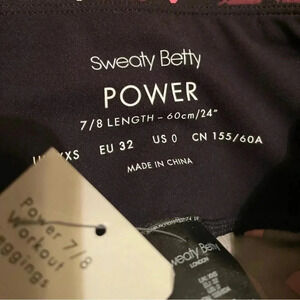 Sweaty Betty
POWER
7/8 LENGTH - 60cm/24"
XXS EU 32 US 0 CN 155/60A
MADE IN CHINA
Power 7/8
Workout
Leggings
Sweaty Betty
LONDON